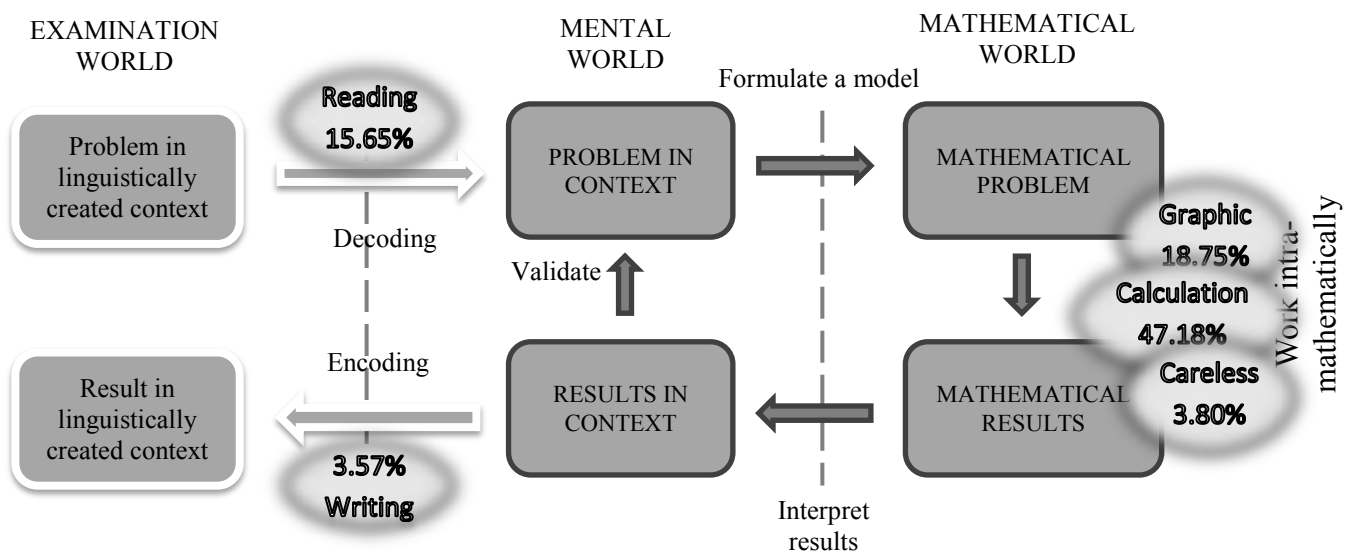 EXAMINATION
WORLD
MENTAL
WORLD
MATHEMATICAL
WORLD
Reading
15.65%
Formulate a model
Problem in
linguistically
created context
PROBLEM IN
CONTEXT
MATHEMATICAL
PROBLEM
Decoding
Validate
Graphic
18.75%
Calculation
47.18%
Careless
3.80%
Work intra-
mathematically
Encoding
Result in
linguistically
created context
RESULTS IN
CONTEXT
MATHEMATICAL
RESULTS
3.57%
Writing
Interpret
results